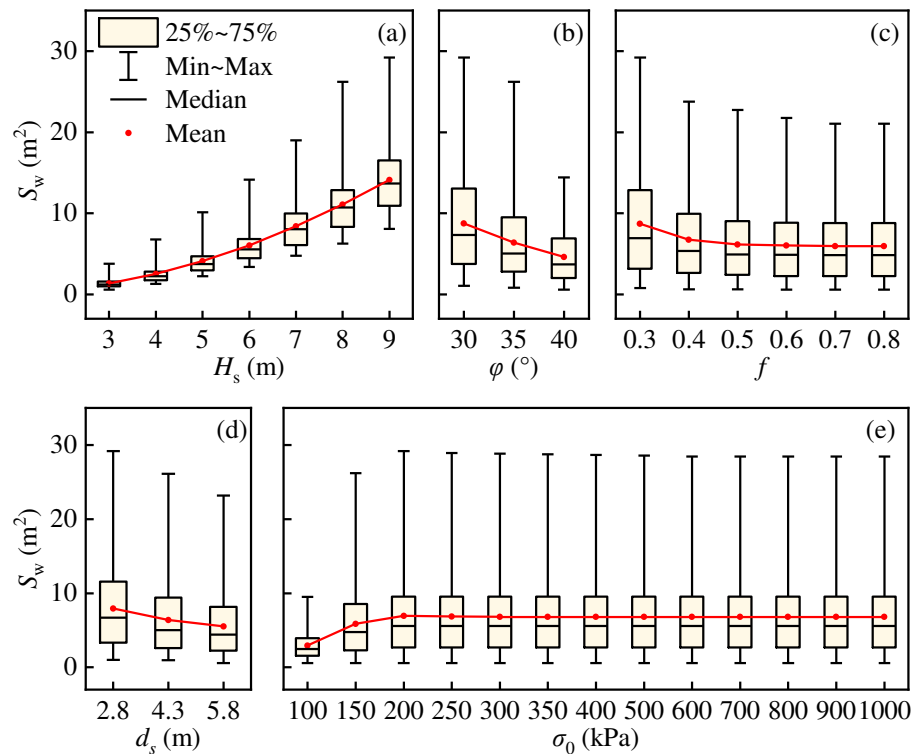 25%~75%
Min~Max
Median
Mean
(a)
(b)
(c)
S_w (m²)
30
20
10
0
3 4 5 6 7 8 9
H_s (m)
30 35 40
φ (°)
0.3 0.4 0.5 0.6 0.7 0.8
f
(d)
(e)
S_w (m²)
30
20
10
0
2.8 4.3 5.8
d_s (m)
100 150 200 250 300 350 400 500 600 700 800 900 1000
σ_0 (kPa)